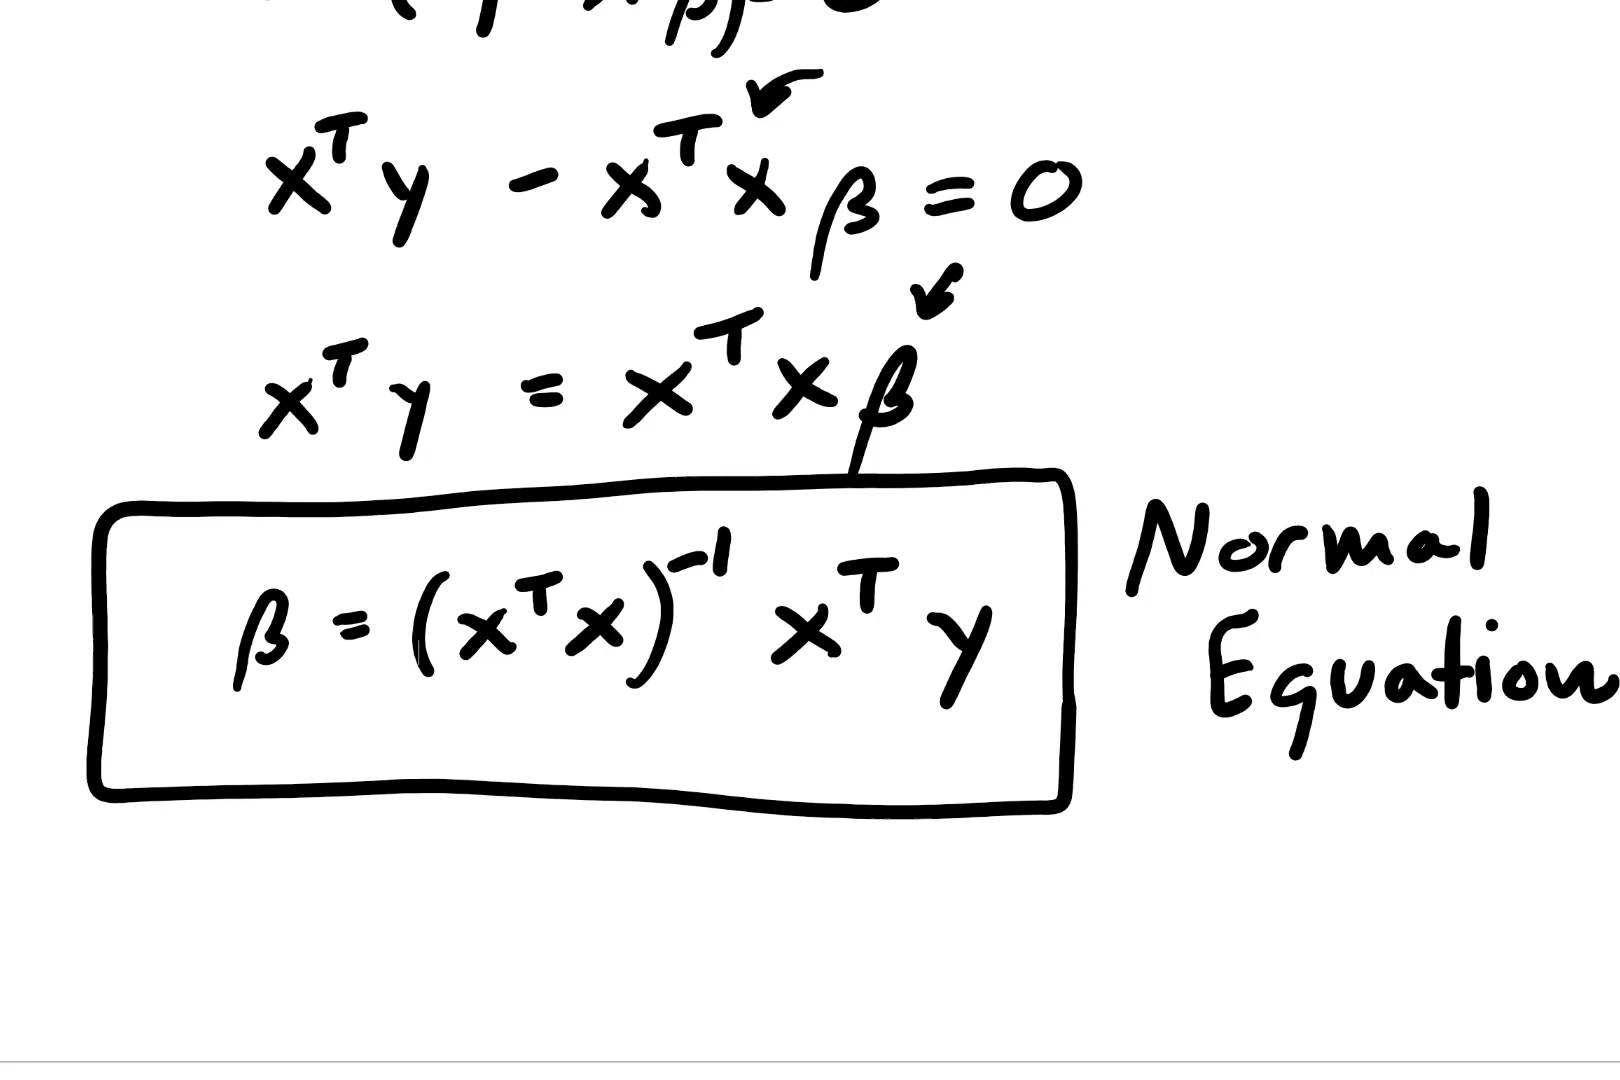 xᵀy - xᵀxβ = 0
xᵀy = xᵀxβ
β = (xᵀx)⁻¹ xᵀy
Normal
Equation